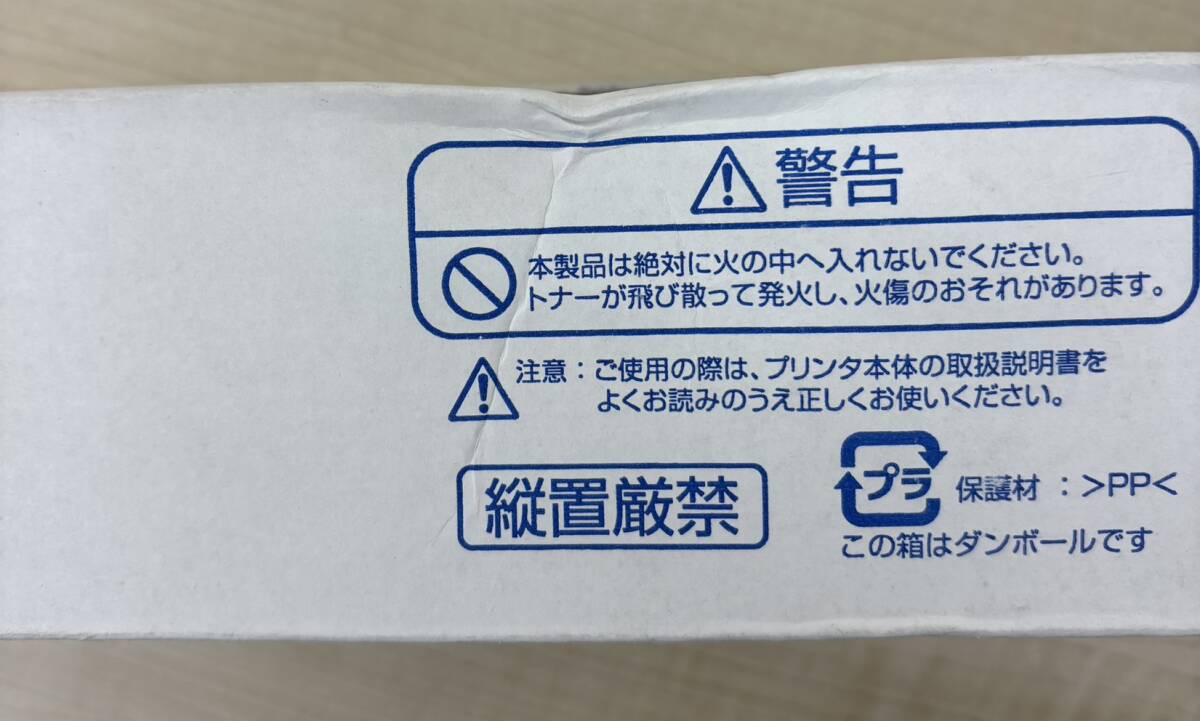 警告
本製品は絶対に火の中へ入れないでください。
トナーが飛び散って発火し、火傷のおそれがあります。
注意：ご使用の際は、プリンタ本体の取扱説明書を
よくお読みのうえ正しくお使いください。
縦置厳禁
プラ 保護材 ：>PP<
この箱はダンボールです